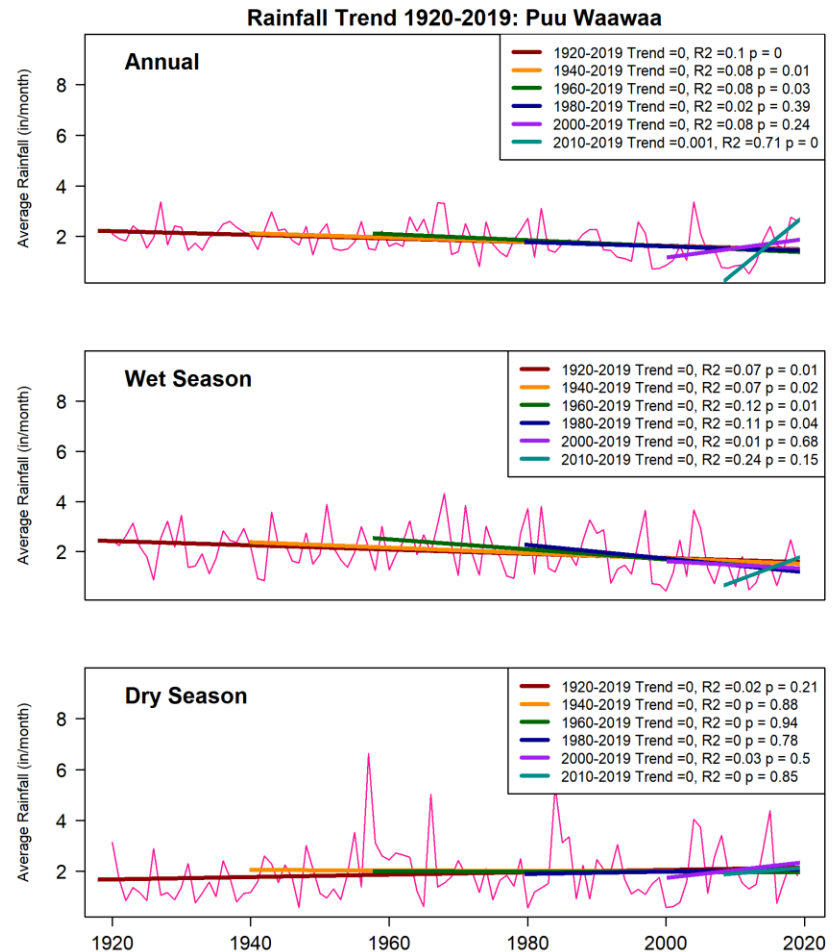 Rainfall Trend 1920-2019: Puu Waawaa
Annual
1920-2019 Trend =0, R2 =0.1 p = 0
1940-2019 Trend =0, R2 =0.08 p = 0.01
1960-2019 Trend =0, R2 =0.08 p = 0.03
1980-2019 Trend =0, R2 =0.02 p = 0.39
2000-2019 Trend =0, R2 =0.08 p = 0.24
2010-2019 Trend =0.001, R2 =0.71 p = 0
Average Rainfall (in/month)
8
6
4
2
Wet Season
1920-2019 Trend =0, R2 =0.07 p = 0.01
1940-2019 Trend =0, R2 =0.07 p = 0.02
1960-2019 Trend =0, R2 =0.12 p = 0.01
1980-2019 Trend =0, R2 =0.11 p = 0.04
2000-2019 Trend =0, R2 =0.01 p = 0.68
2010-2019 Trend =0, R2 =0.24 p = 0.15
Average Rainfall (in/month)
8
6
4
2
Dry Season
1920-2019 Trend =0, R2 =0.02 p = 0.21
1940-2019 Trend =0, R2 =0 p = 0.88
1960-2019 Trend =0, R2 =0 p = 0.94
1980-2019 Trend =0, R2 =0 p = 0.78
2000-2019 Trend =0, R2 =0.03 p = 0.5
2010-2019 Trend =0, R2 =0 p = 0.85
Average Rainfall (in/month)
8
6
4
2
1920 1940 1960 1980 2000 2020